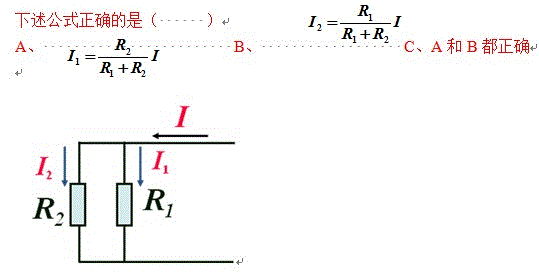 下述公式正确的是（······）
A、 I₁ = R₂/(R₁+R₂) I B、 I₂ = R₁/(R₁+R₂) I C、A 和 B 都正确
I
I₂ I₁
R₂ R₁